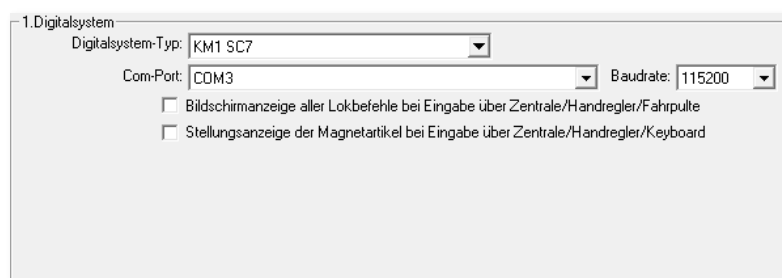 1.Digitalsystem
Digitalsystem-Typ: KM1 SC7
Com-Port: COM3 Baudrate: 115200
Bildschirmanzeige aller Lokbefehle bei Eingabe über Zentrale/Handregler/Fahrpulte
Stellungsanzeige der Magnetartikel bei Eingabe über Zentrale/Handregler/Keyboard